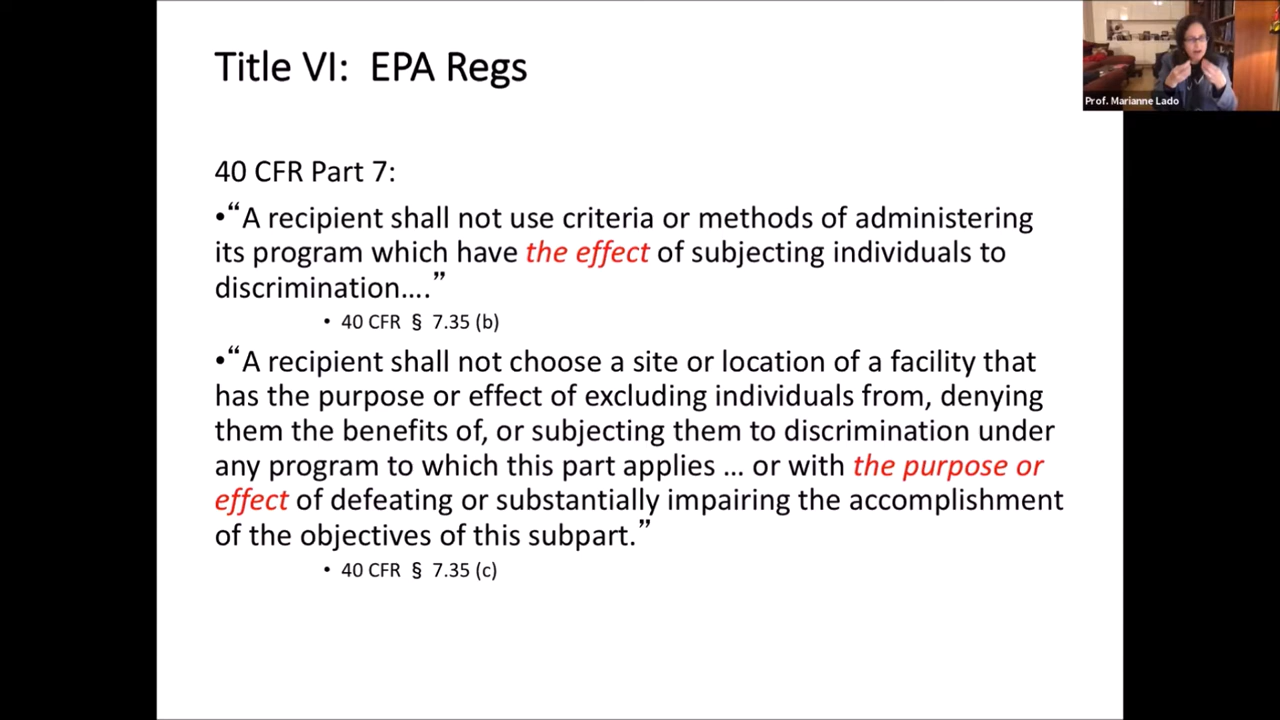 Title VI:  EPA Regs
Prof. Marianne Lado
40 CFR Part 7:
•“A recipient shall not use criteria or methods of administering
its program which have the effect of subjecting individuals to
discrimination….”
• 40 CFR § 7.35 (b)
•“A recipient shall not choose a site or location of a facility that
has the purpose or effect of excluding individuals from, denying
them the benefits of, or subjecting them to discrimination under
any program to which this part applies … or with the purpose or
effect of defeating or substantially impairing the accomplishment
of the objectives of this subpart.”
• 40 CFR § 7.35 (c)